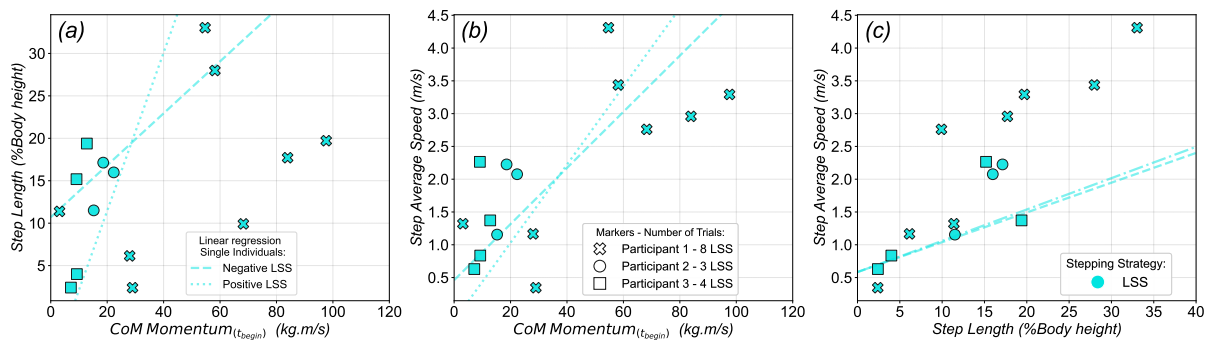 (a)
Step Length (%Body height)
30
25
20
15
10
5
0 20 40 60 80 100 120
CoM Momentum(t_begin) (kg.m/s)
Linear regression
Single Individuals:
Negative LSS
Positive LSS
(b)
Step Average Speed (m/s)
4.5
4.0
3.5
3.0
2.5
2.0
1.5
1.0
0.5
0 20 40 60 80 100 120
CoM Momentum(t_begin) (kg.m/s)
Markers - Number of Trials:
Participant 1 - 8 LSS
Participant 2 - 3 LSS
Participant 3 - 4 LSS
(c)
Step Average Speed (m/s)
4.5
4.0
3.5
3.0
2.5
2.0
1.5
1.0
0.5
0 5 10 15 20 25 30 35 40
Step Length (%Body height)
Stepping Strategy:
LSS